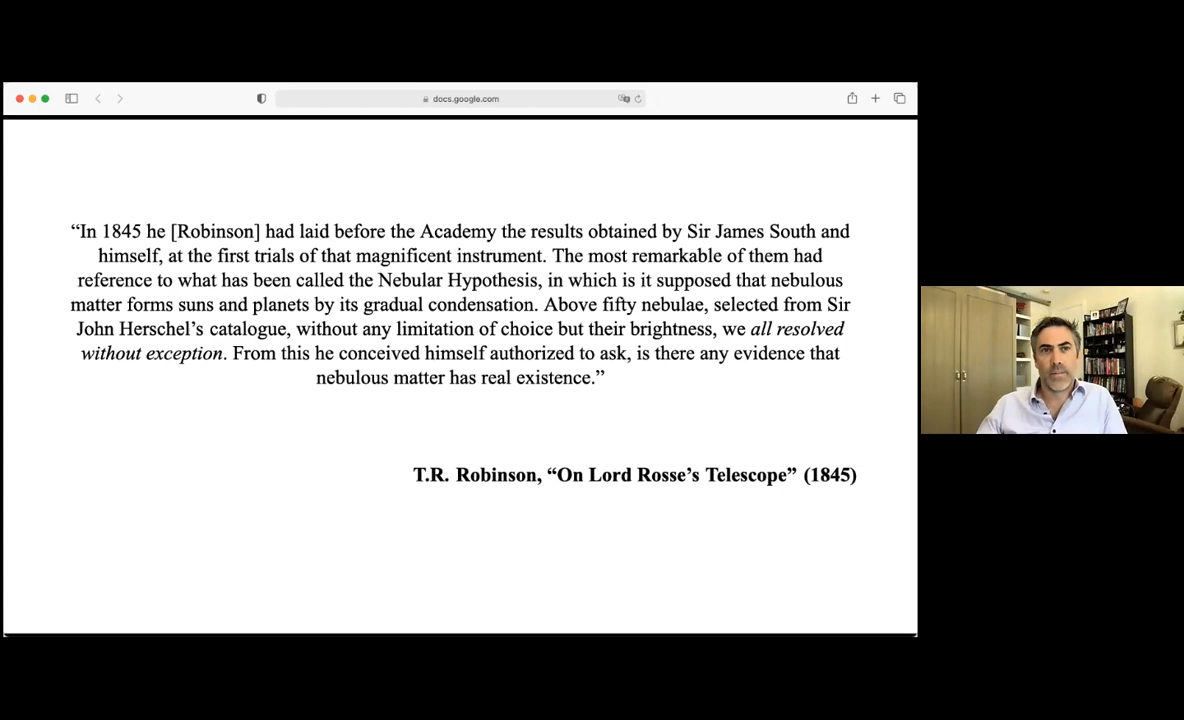 docs.google.com
“In 1845 he [Robinson] had laid before the Academy the results obtained by Sir James South and
himself, at the first trials of that magnificent instrument. The most remarkable of them had
reference to what has been called the Nebular Hypothesis, in which is it supposed that nebulous
matter forms suns and planets by its gradual condensation. Above fifty nebulae, selected from Sir
John Herschel’s catalogue, without any limitation of choice but their brightness, we all resolved
without exception. From this he conceived himself authorized to ask, is there any evidence that
nebulous matter has real existence.”
T.R. Robinson, “On Lord Rosse’s Telescope” (1845)